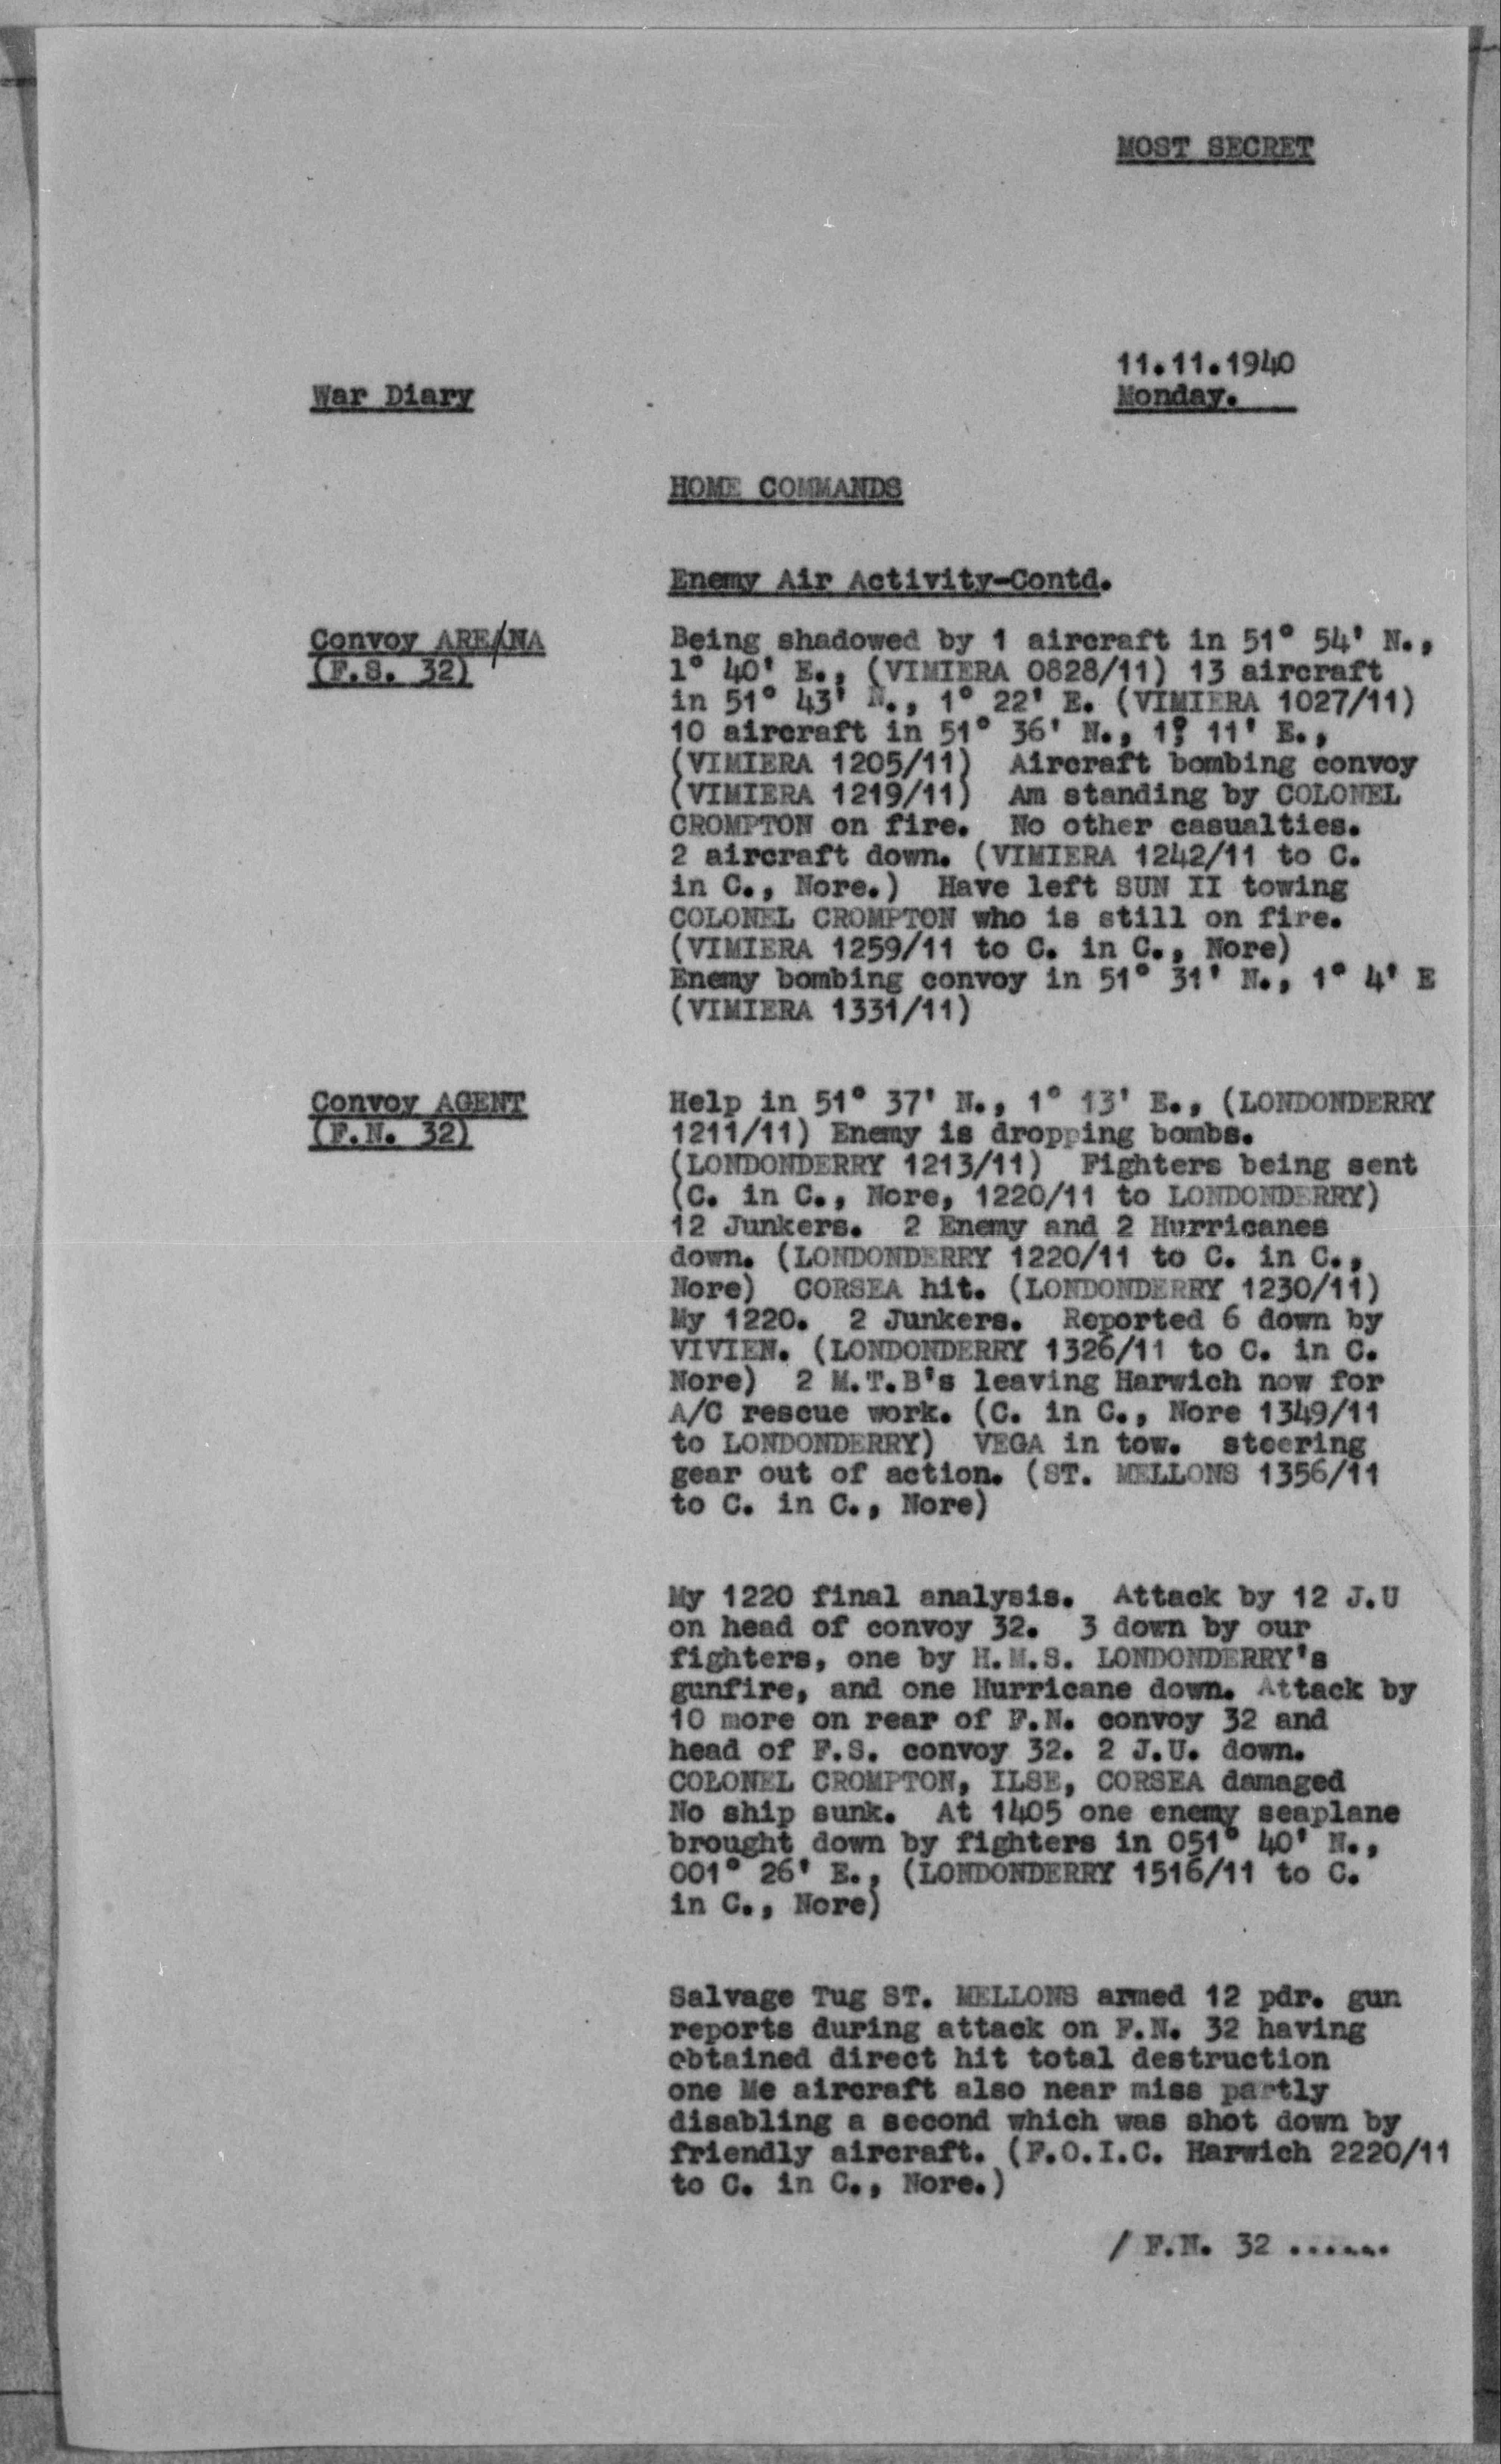 MOST SECRET
11.11.1940
War Diary
Monday.
HOME COMMANDS
Enemy Air Activity-Contd.
Convoy ARE/NA
(F.S. 32)
Being shadowed by 1 aircraft in 51° 54' N.,
1° 40' E., (VIMIERA 0828/11) 13 aircraft
in 51° 43' N., 1° 22' E. (VIMIERA 1027/11)
10 aircraft in 51° 36' N., 1° 11' E.,
(VIMIERA 1205/11) Aircraft bombing convoy
(VIMIERA 1219/11) Am standing by COLONEL
CROMPTON on fire. No other casualties.
2 aircraft down. (VIMIERA 1242/11 to C.
in C., Nore.) Have left SUN II towing
COLONEL CROMPTON who is still on fire.
(VIMIERA 1259/11 to C. in C., Nore)
Enemy bombing convoy in 51° 31' N., 1° 4' E
(VIMIERA 1331/11)
Convoy AGENT
(F.N. 32)
Help in 51° 37' N., 1° 13' E., (LONDONDERRY
1211/11) Enemy is dropping bombs.
(LONDONDERRY 1213/11) Fighters being sent
(C. in C., Nore, 1220/11 to LONDONDERRY)
12 Junkers. 2 Enemy and 2 Hurricanes
down. (LONDONDERRY 1220/11 to C. in C.,
Nore) CORSEA hit. (LONDONDERRY 1230/11)
My 1220. 2 Junkers. Reported 6 down by
VIVIEN. (LONDONDERRY 1326/11 to C. in C.
Nore) 2 M.T.B's leaving Harwich now for
A/C rescue work. (C. in C., Nore 1349/11
to LONDONDERRY) VEGA in tow. steering
gear out of action. (ST. MELLONS 1356/11
to C. in C., Nore)
My 1220 final analysis. Attack by 12 J.U
on head of convoy 32. 3 down by our
fighters, one by H.M.S. LONDONDERRY's
gunfire, and one Hurricane down. Attack by
10 more on rear of F.N. convoy 32 and
head of F.S. convoy 32. 2 J.U. down.
COLONEL CROMPTON, ILSE, CORSEA damaged
No ship sunk. At 1405 one enemy seaplane
brought down by fighters in 051° 40' N.,
001° 26' E., (LONDONDERRY 1516/11 to C.
in C., Nore)
Salvage Tug ST. MELLONS armed 12 pdr. gun
reports during attack on F.N. 32 having
obtained direct hit total destruction
one Me aircraft also near miss partly
disabling a second which was shot down by
friendly aircraft. (F.O.I.C. Harwich 2220/11
to C. in C., Nore.)
/ F.N. 32 ......